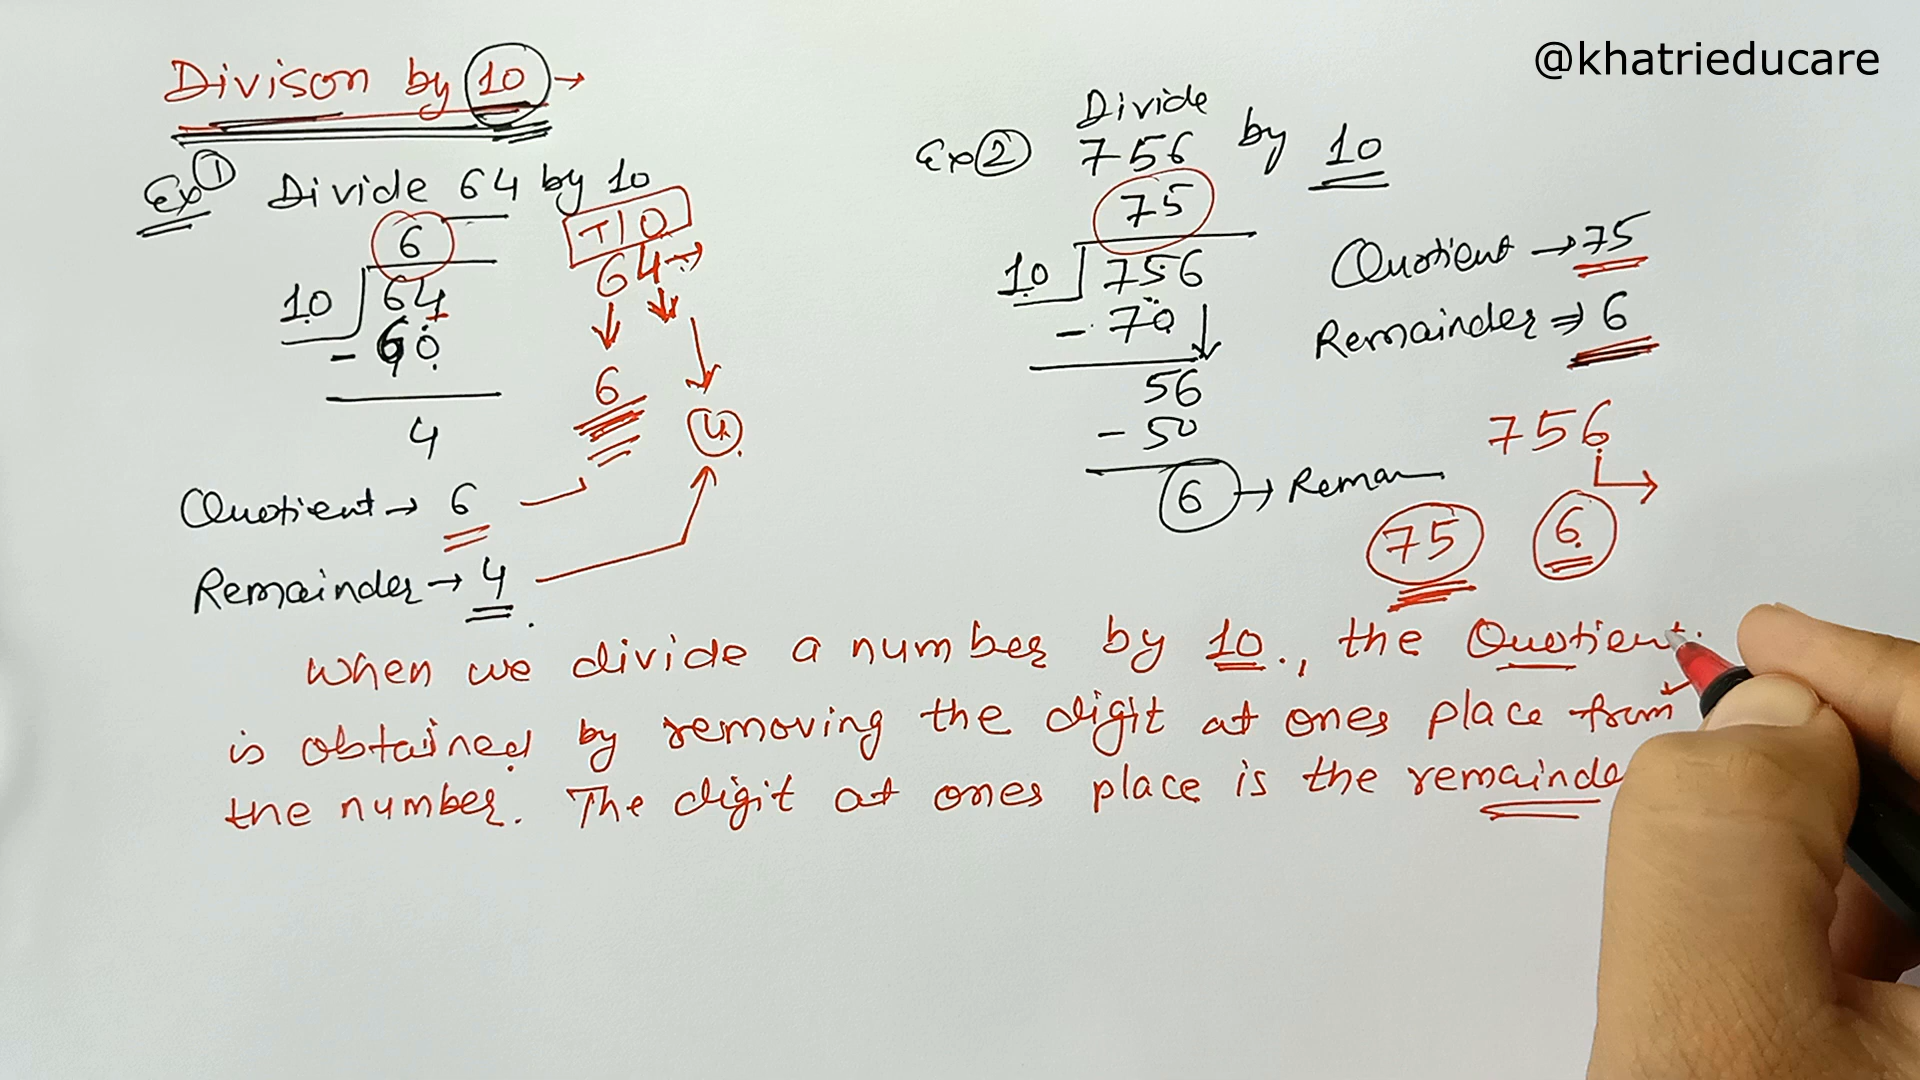 @khatrieducare
Divison by 10 →
Ex ① Divide 64 by 10
6
10 64
- 60
4
T|O
64 →
6
4
Quotient → 6
Remainder → 4
Ex ② Divide
756 by 10
75
10 756
- 70
56
- 50
6 → Reman
Quotient → 75
Remainder ⇒ 6
756
75 6
When we divide a number by 10., the Quotient
is obtained by removing the digit at ones place from
the number. The digit at ones place is the remainde